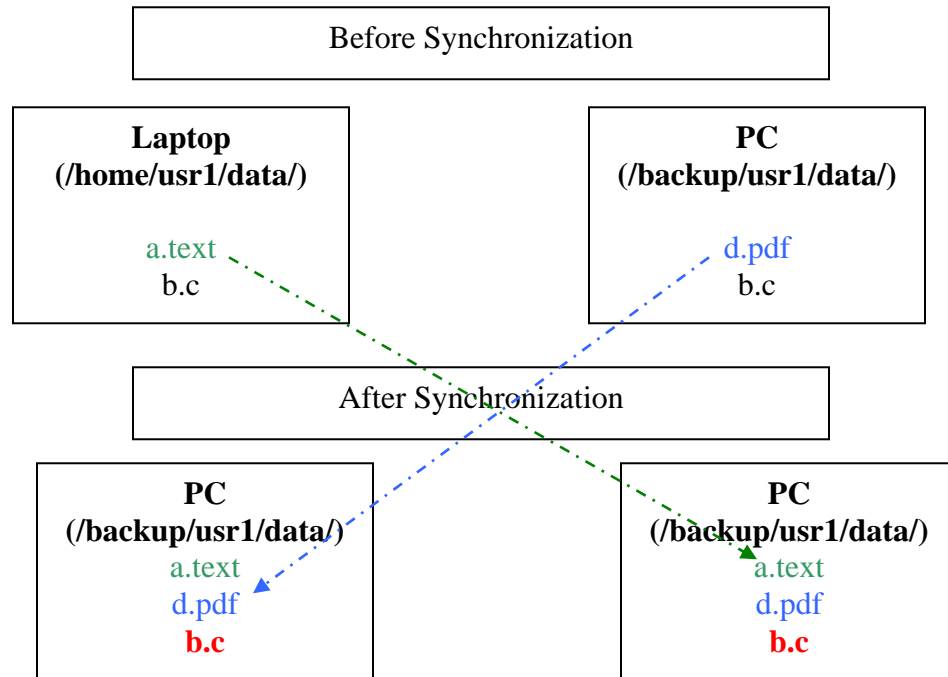 Before Synchronization
Laptop
(/home/usr1/data/)
a.text
b.c
PC
(/backup/usr1/data/)
d.pdf
b.c
After Synchronization
PC
(/backup/usr1/data/)
a.text
d.pdf
b.c
PC
(/backup/usr1/data/)
a.text
d.pdf
b.c